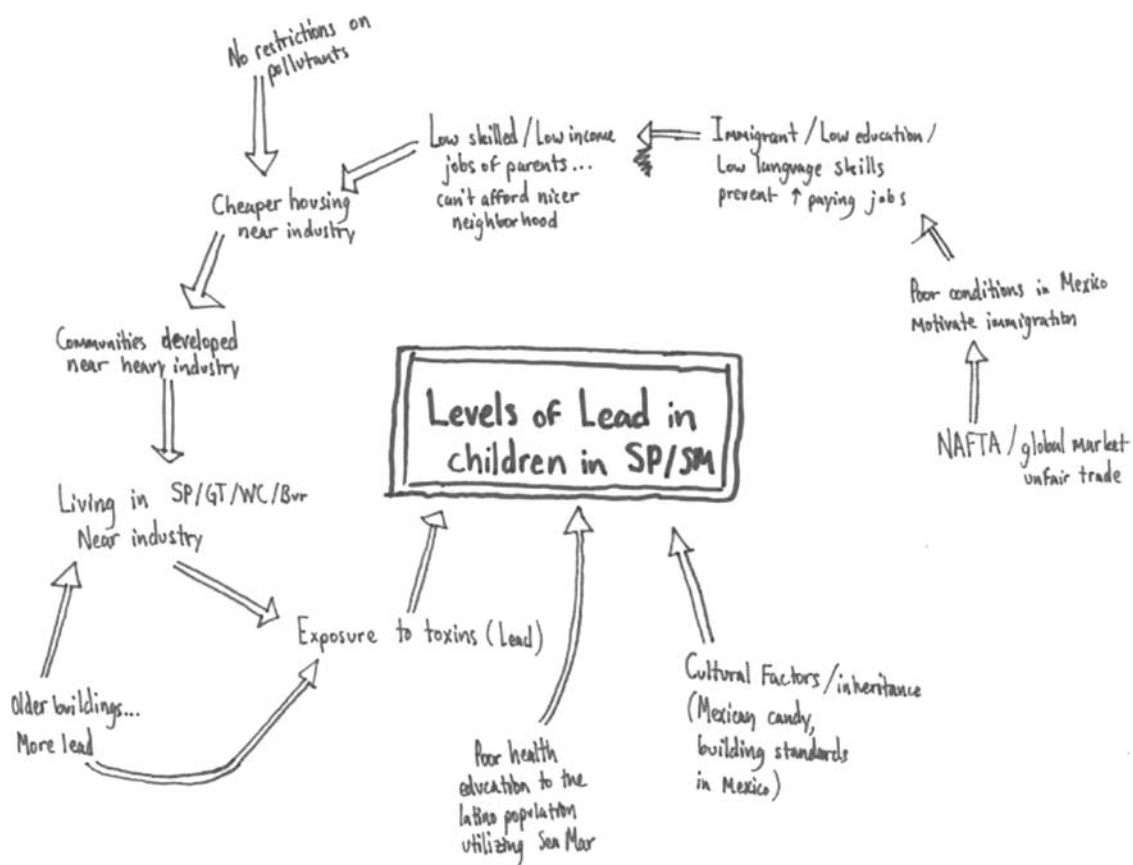 No restrictions on
pollutants
Low skilled / Low income
jobs of parents...
can't afford nicer
neighborhood
Immigrant / Low education /
Low language skills
prevent ↑ paying jobs
Cheaper housing
near industry
Poor conditions in Mexico
Motivate immigration
Communities developed
near heavy industry
Levels of Lead in
children in SP/SM
NAFTA / global market
unfair trade
Living in SP/GT/WC/Bur
Near industry
Exposure to toxins (Lead)
Older buildings...
More lead
Cultural Factors / inheritance
(Mexican candy,
building standards
in Mexico)
Poor health
education to the
latino population
utilizing Sea Mar